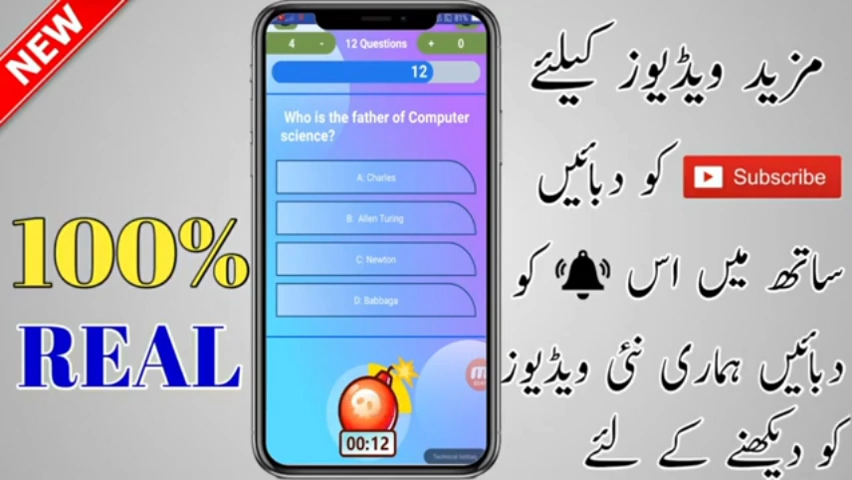 NEW
81%
4 - 12 Questions + 0
12
Who is the father of Computer
science?
A: Charles
B: Allen Turing
C: Newton
D: Babbaga
00:12
100%
REAL
مزید ویڈیوز کیلئے
Subscribe کو دبائیں
ساتھ میں اس کو
دبائیں ہماری نئی ویڈیوز
کو دیکھنے کے لئے